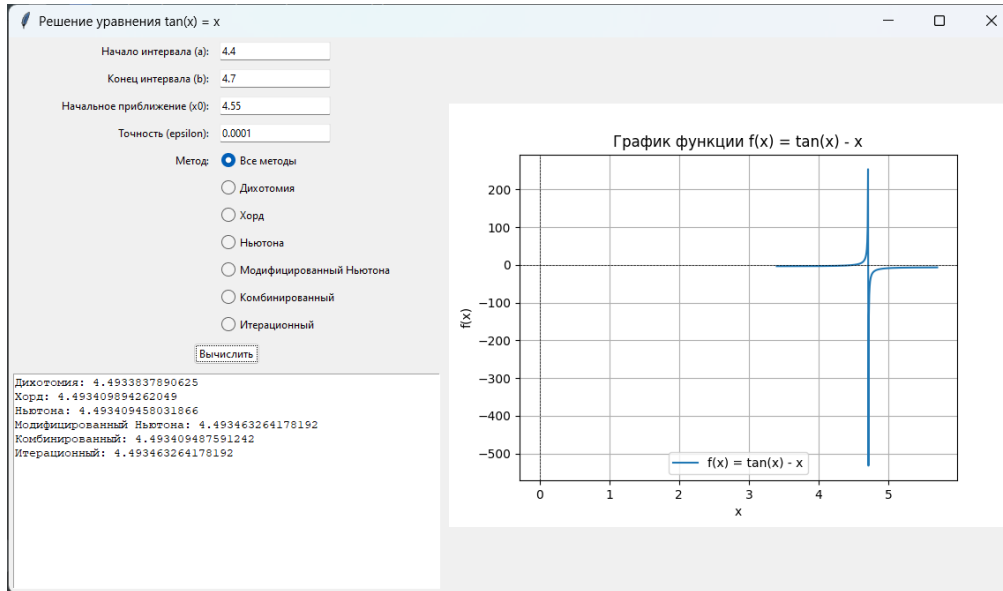 Решение уравнения tan(x) = x
Начало интервала (a): 4.4
Конец интервала (b): 4.7
Начальное приближение (x0): 4.55
Точность (epsilon): 0.0001
Метод: Все методы
Дихотомия
Хорд
Ньютона
Модифицированный Ньютона
Комбинированный
Итерационный
Вычислить
Дихотомия: 4.4933837890625
Хорд: 4.493409894262049
Ньютона: 4.493409458031866
Модифицированный Ньютона: 4.493463264178192
Комбинированный: 4.493409487591242
Итерационный: 4.493463264178192
График функции f(x) = tan(x) - x
200
100
0
−100
−200
−300
−400
−500
f(x)
f(x) = tan(x) - x
0 1 2 3 4 5
x